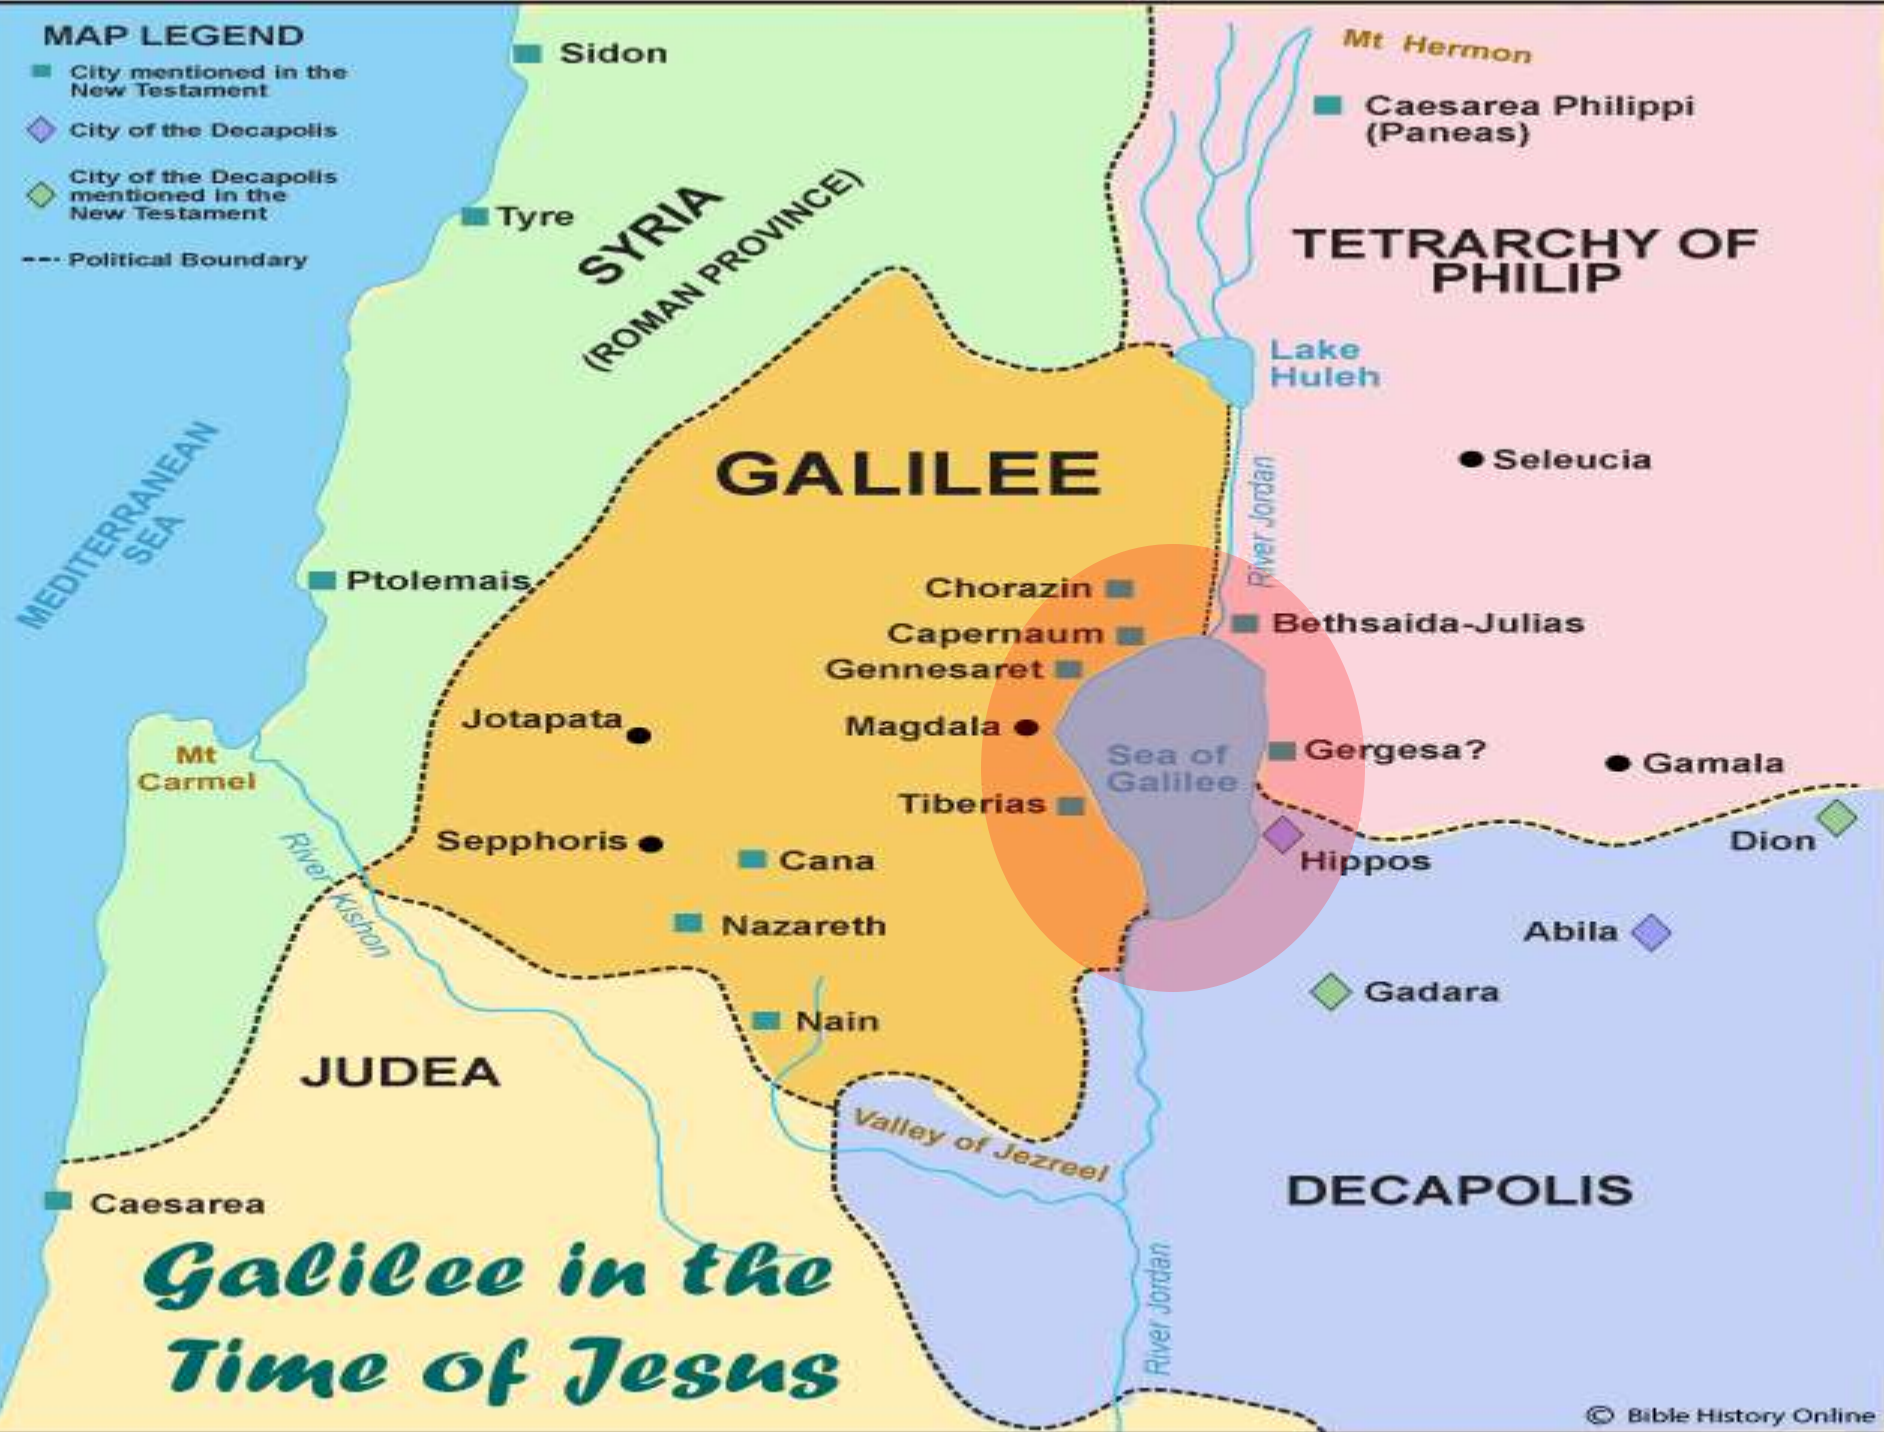 MAP LEGEND
City mentioned in the
New Testament
City of the Decapolis
City of the Decapolis
mentioned in the
New Testament
Political Boundary
Sidon
Mt Hermon
Caesarea Philippi
(Paneas)
Tyre
SYRIA
(ROMAN PROVINCE)
TETRARCHY OF
PHILIP
Lake
Huleh
MEDITERRANEAN
SEA
GALILEE
Seleucia
River Jordan
Ptolemais
Chorazin
Capernaum
Bethsaida-Julias
Gennesaret
Jotapata
Magdala
Mt
Carmel
Sea of
Galilee
Gergesa?
Gamala
Tiberias
Sepphoris
Cana
Hippos
Dion
River Kishon
Nazareth
Abila
Gadara
Nain
JUDEA
Valley of Jezreel
DECAPOLIS
Caesarea
River Jordan
Galilee in the
Time of Jesus
© Bible History Online